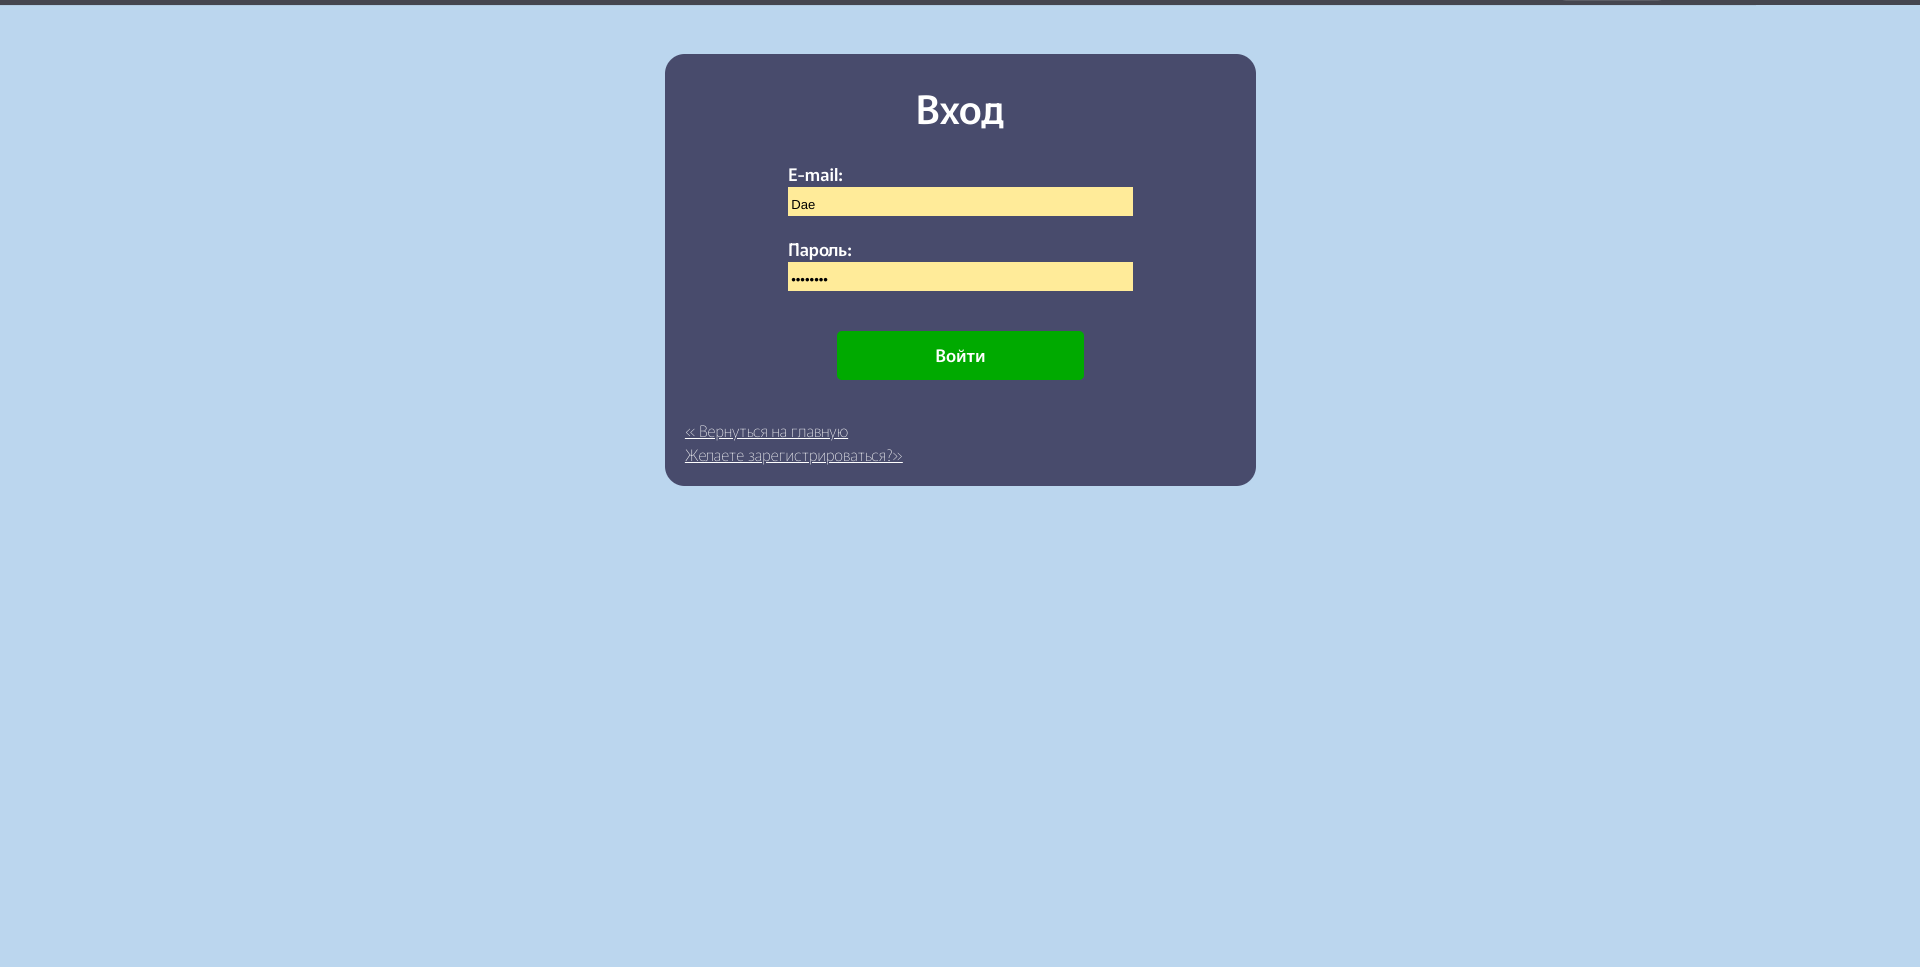 Вход
E-mail:
Dae
Пароль:
••••••••
Войти
« Вернуться на главную
Желаете зарегистрироваться?»